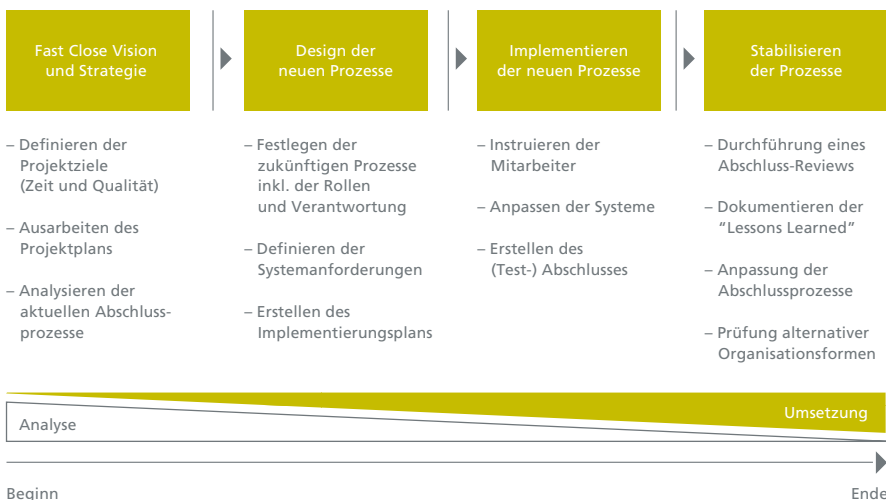 Fast Close Vision
und Strategie
Design der
neuen Prozesse
Implementieren
der neuen Prozesse
Stabilisieren
der Prozesse
– Definieren der
Projektziele
(Zeit und Qualität)
– Ausarbeiten des
Projektplans
– Analysieren der
aktuellen Abschluss-
prozesse
– Festlegen der
zukünftigen Prozesse
inkl. der Rollen
und Verantwortung
– Definieren der
Systemanforderungen
– Erstellen des
Implementierungsplans
– Instruieren der
Mitarbeiter
– Anpassen der Systeme
– Erstellen des
(Test-) Abschlusses
– Durchführung eines
Abschluss-Reviews
– Dokumentieren der
“Lessons Learned”
– Anpassung der
Abschlussprozesse
– Prüfung alternativer
Organisationsformen
Umsetzung
Analyse
Beginn
Ende